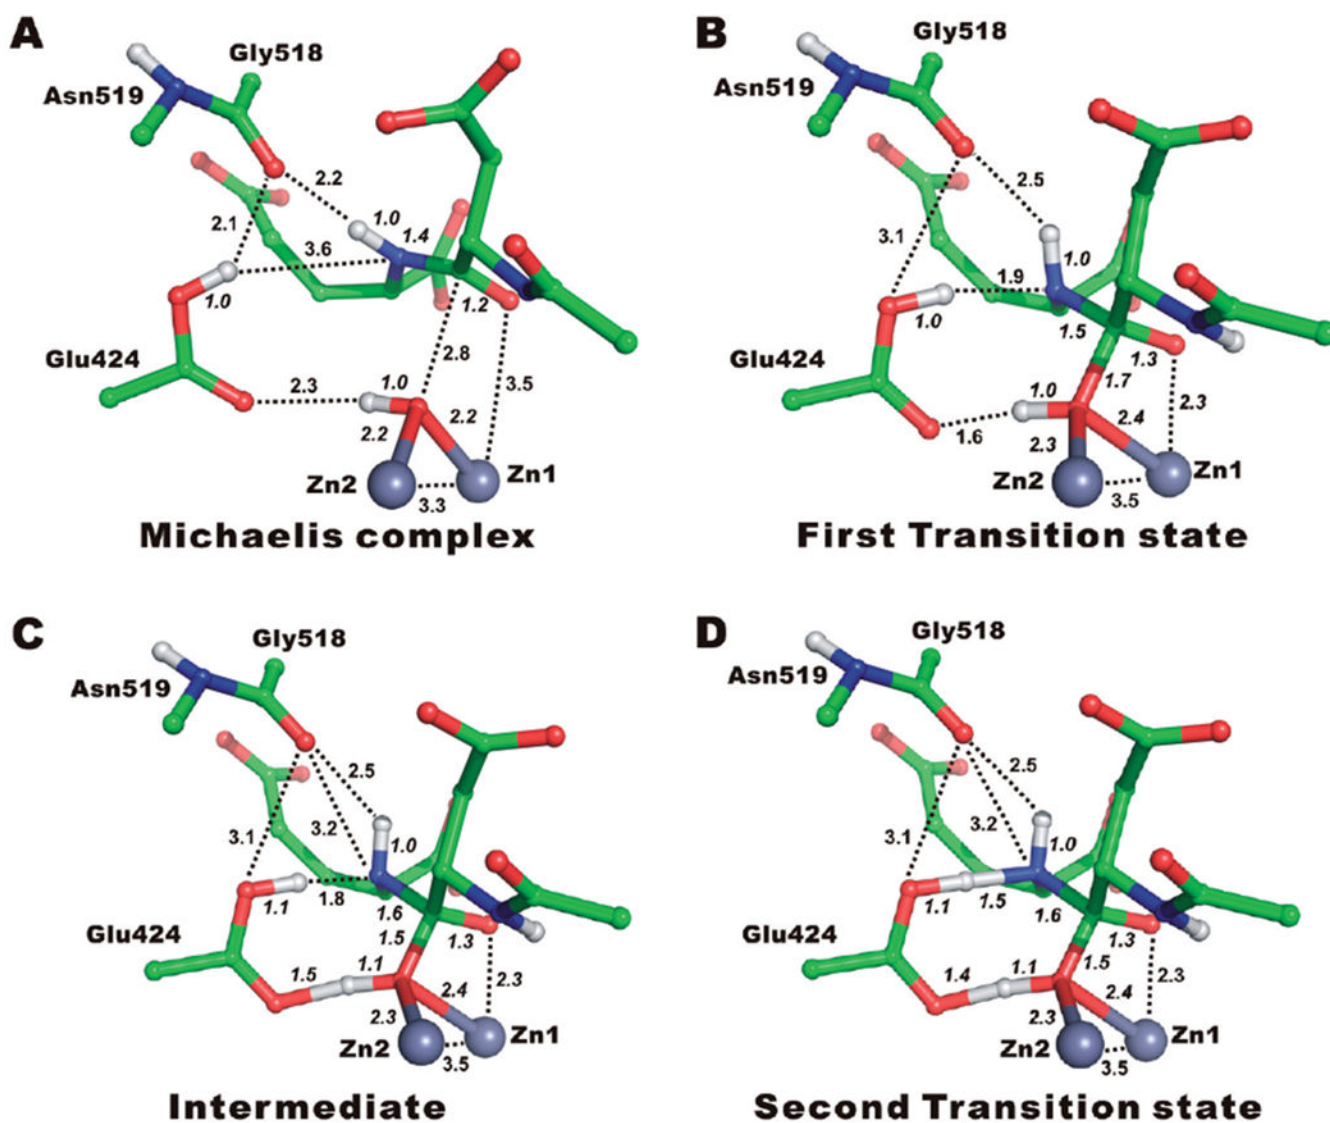 A
Gly518
Asn519
2.2
2.1
1.0
1.4
3.6
1.0
1.2
Glu424
2.8
3.5
2.3
1.0
2.2
2.2
Zn2
Zn1
3.3
Michaelis complex
B
Gly518
Asn519
2.5
3.1
1.0
1.9
1.0
1.5
1.3
Glu424
1.7
1.0
2.3
2.4
1.6
2.3
Zn2
Zn1
3.5
First Transition state
C
Gly518
Asn519
2.5
3.1
3.2
1.0
1.1
1.8
1.6
Glu424
1.5
1.3
1.5
1.1
2.3
2.4
2.3
Zn2
Zn1
3.5
Intermediate
D
Gly518
Asn519
2.5
3.1
3.2
1.0
1.1
1.5
1.6
Glu424
1.3
1.5
1.4
1.1
2.3
2.4
2.3
Zn2
Zn1
3.5
Second Transition state